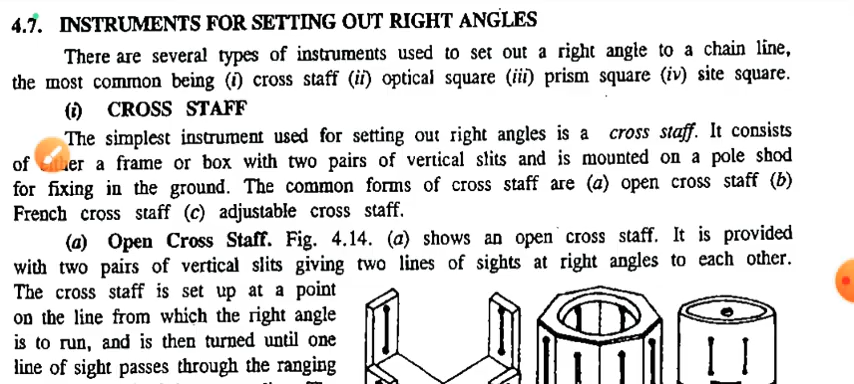 4.7. INSTRUMENTS FOR SETTING OUT RIGHT ANGLES
There are several types of instruments used to set out a right angle to a chain line,
the most common being (i) cross staff (ii) optical square (iii) prism square (iv) site square.
(i) CROSS STAFF
The simplest instrument used for setting out right angles is a cross staff. It consists
of a frame or box with two pairs of vertical slits and is mounted on a pole shod
for fixing in the ground. The common forms of cross staff are (a) open cross staff (b)
French cross staff (c) adjustable cross staff.
(a) Open Cross Staff. Fig. 4.14. (a) shows an open cross staff. It is provided
with two pairs of vertical slits giving two lines of sights at right angles to each other.
The cross staff is set up at a point
on the line from which the right angle
is to run, and is then turned until one
line of sight passes through the ranging